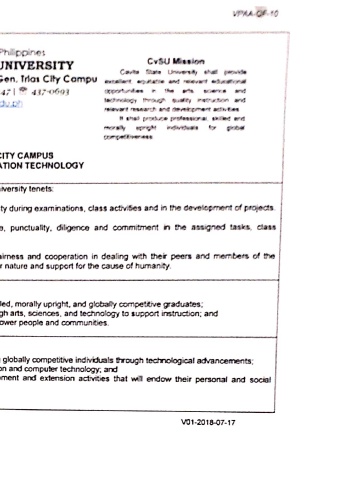 VPAA-QF-10
Philippines
UNIVERSITY
Gen. Trias City Campu
47 | ☎ 437-0693
du.ph
CvSU Mission
Cavite State University shall provide
excellent, equitable and relevant educational
opportunities in the arts, science and
technology through quality instruction and
relevant research and development activities.
It shall produce professional, skilled and
morally upright individuals for global
competitiveness.
CITY CAMPUS
ATION TECHNOLOGY
iversity tenets:
ty during examinations, class activities and in the development of projects.
e, punctuality, diligence and commitment in the assigned tasks, class
airness and cooperation in dealing with their peers and members of the
r nature and support for the cause of humanity.
led, morally upright, and globally competitive graduates;
gh arts, sciences, and technology to support instruction; and
ower people and communities.
g globally competitive individuals through technological advancements;
on and computer technology; and
ment and extension activities that will endow their personal and social
V01-2018-07-17